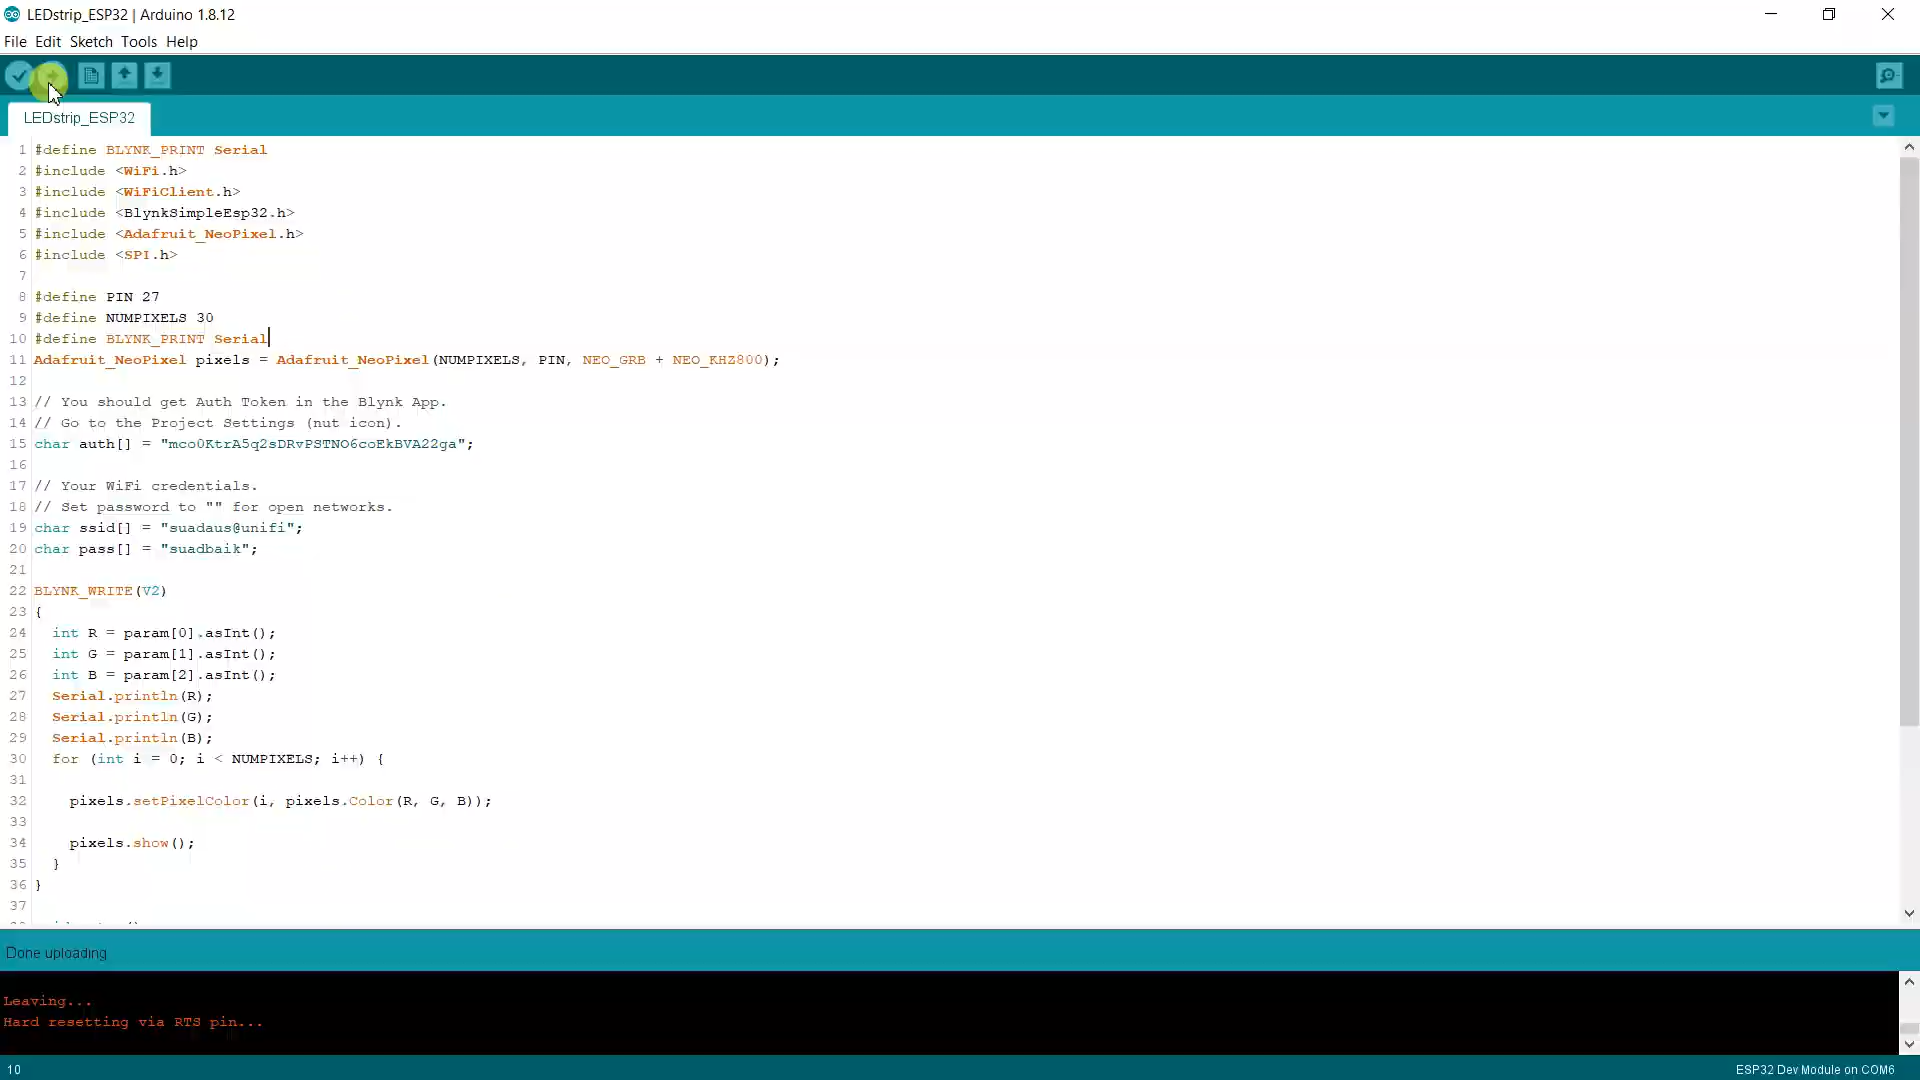 LEDstrip_ESP32 | Arduino 1.8.12
File Edit Sketch Tools Help
LEDstrip_ESP32
1 #define BLYNK_PRINT Serial
2 #include <WiFi.h>
3 #include <WiFiClient.h>
4 #include <BlynkSimpleEsp32.h>
5 #include <Adafruit_NeoPixel.h>
6 #include <SPI.h>
7
8 #define PIN 27
9 #define NUMPIXELS 30
10 #define BLYNK_PRINT Serial
11 Adafruit_NeoPixel pixels = Adafruit_NeoPixel(NUMPIXELS, PIN, NEO_GRB + NEO_KHZ800);
12
13 // You should get Auth Token in the Blynk App.
14 // Go to the Project Settings (nut icon).
15 char auth[] = "mco0KtrA5q2sDRvPSTNO6coEkBVA22ga";
16
17 // Your WiFi credentials.
18 // Set password to "" for open networks.
19 char ssid[] = "suadaus@unifi";
20 char pass[] = "suadbaik";
21
22 BLYNK_WRITE(V2)
23 {
24 int R = param[0].asInt();
25 int G = param[1].asInt();
26 int B = param[2].asInt();
27 Serial.println(R);
28 Serial.println(G);
29 Serial.println(B);
30 for (int i = 0; i < NUMPIXELS; i++) {
31
32 pixels.setPixelColor(i, pixels.Color(R, G, B));
33
34 pixels.show();
35 }
36 }
37
Done uploading
Leaving...
Hard resetting via RTS pin...
10
ESP32 Dev Module on COM6